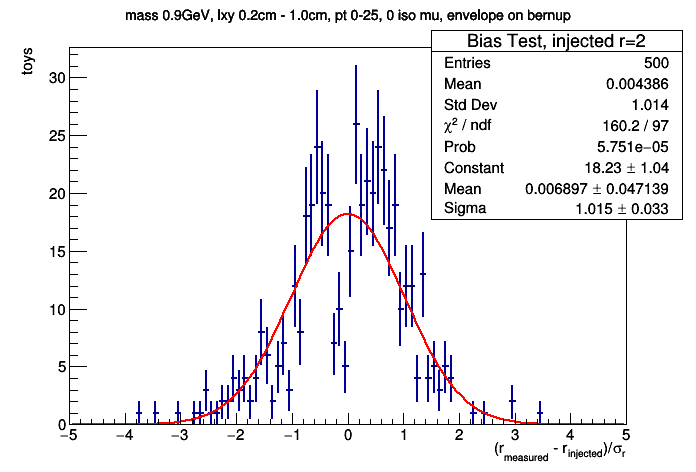 mass 0.9GeV, lxy 0.2cm - 1.0cm, pt 0-25, 0 iso mu, envelope on bernup
Bias Test, injected r=2
Entries 500
Mean 0.004386
Std Dev 1.014
χ² / ndf 160.2 / 97
Prob 5.751e−05
Constant 18.23 ± 1.04
Mean 0.006897 ± 0.047139
Sigma 1.015 ± 0.033
toys
30
25
20
15
10
5
0
−5 −4 −3 −2 −1 0 1 2 3 4 5
(r_measured - r_injected)/σ_r